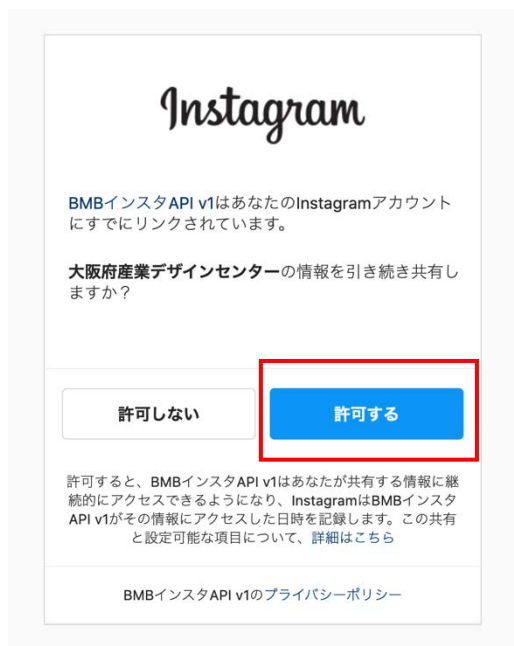 Instagram
BMBインスタAPI v1はあなたのInstagramアカウント
にすでにリンクされています。
大阪府産業デザインセンターの情報を引き続き共有し
ますか？
許可しない
許可する
許可すると、BMBインスタAPI v1はあなたが共有する情報に継
続的にアクセスできるようになり、InstagramはBMBインスタ
API v1がその情報にアクセスした日時を記録します。この共有
と設定可能な項目について、詳細はこちら
BMBインスタAPI v1のプライバシーポリシー